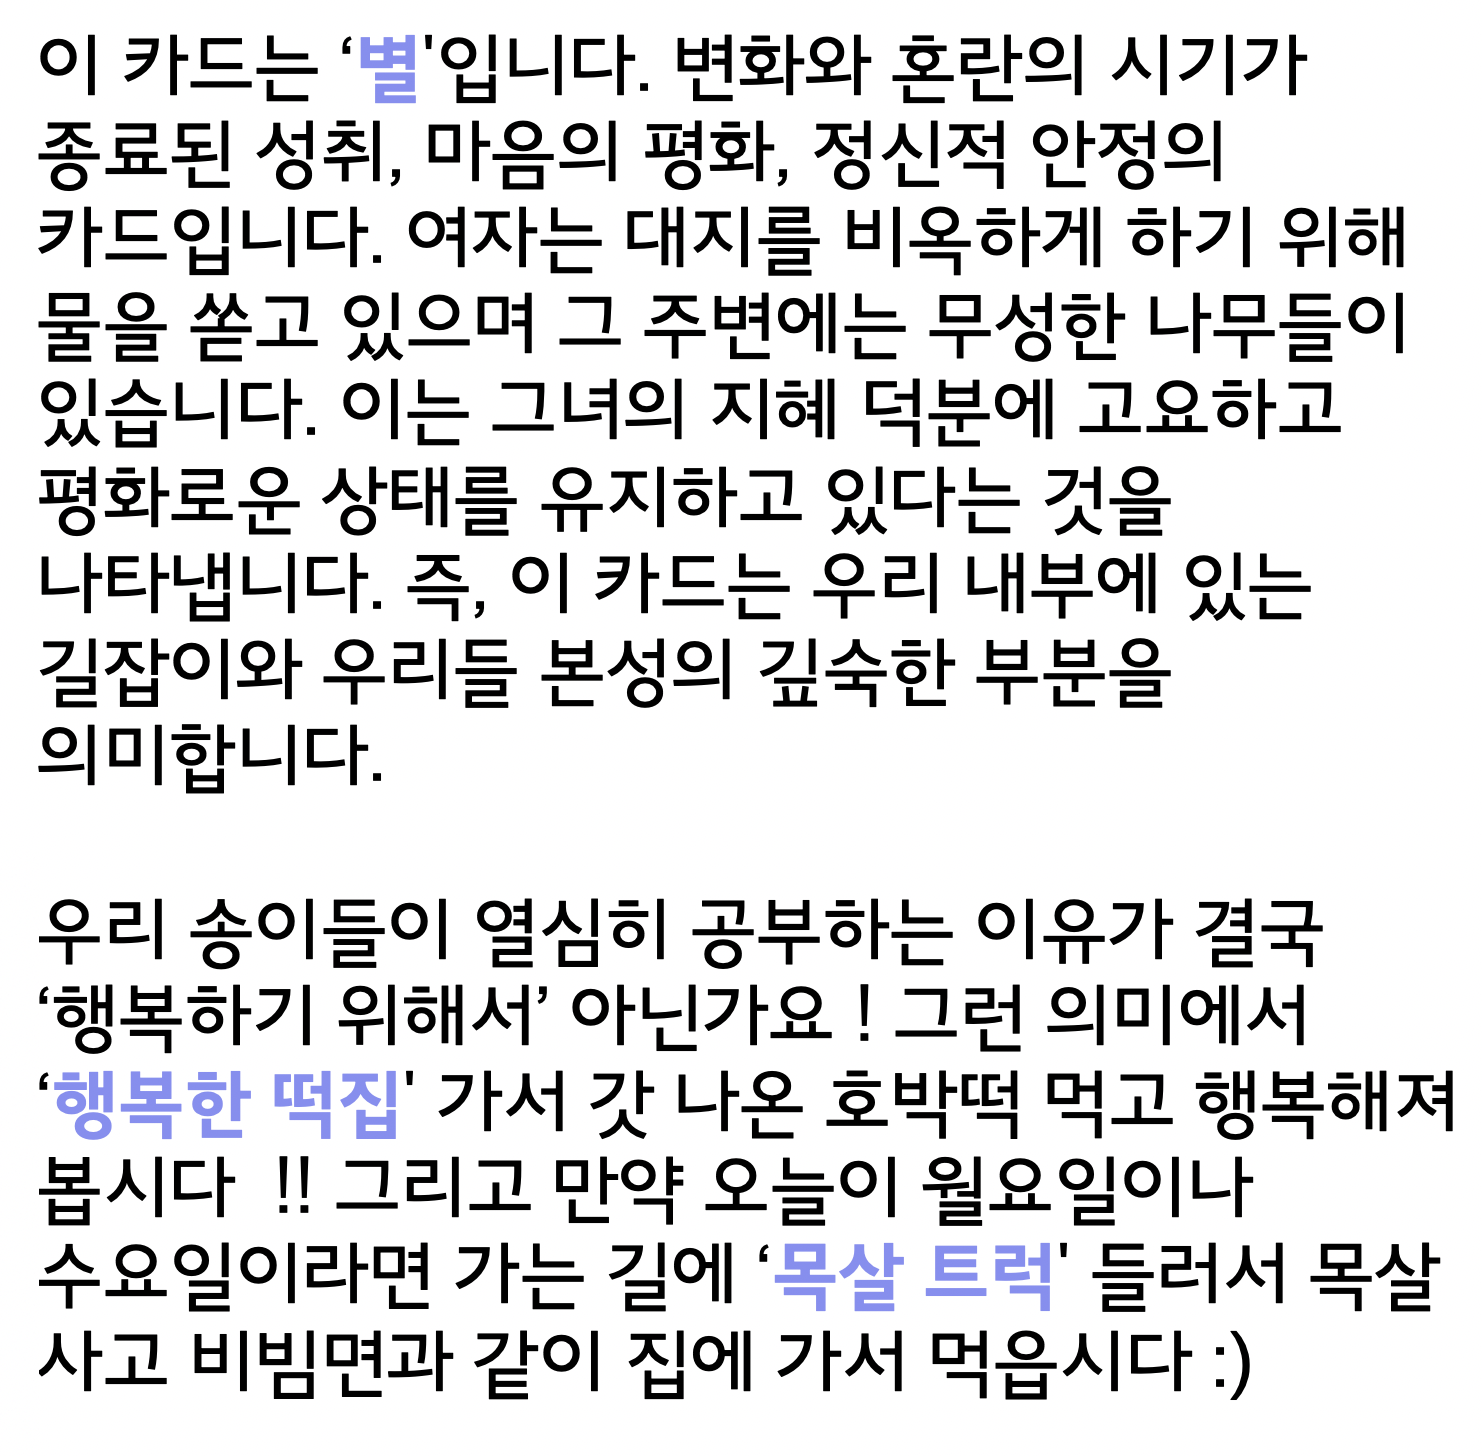 이 카드는 ‘별'입니다. 변화와 혼란의 시기가
종료된 성취, 마음의 평화, 정신적 안정의
카드입니다. 여자는 대지를 비옥하게 하기 위해
물을 쏟고 있으며 그 주변에는 무성한 나무들이
있습니다. 이는 그녀의 지혜 덕분에 고요하고
평화로운 상태를 유지하고 있다는 것을
나타냅니다. 즉, 이 카드는 우리 내부에 있는
길잡이와 우리들 본성의 깊숙한 부분을
의미합니다.
우리 송이들이 열심히 공부하는 이유가 결국
‘행복하기 위해서’ 아닌가요 ! 그런 의미에서
‘행복한 떡집' 가서 갓 나온 호박떡 먹고 행복해져
봅시다  !! 그리고 만약 오늘이 월요일이나
수요일이라면 가는 길에 ‘목살 트럭' 들러서 목살
사고 비빔면과 같이 집에 가서 먹읍시다 :)